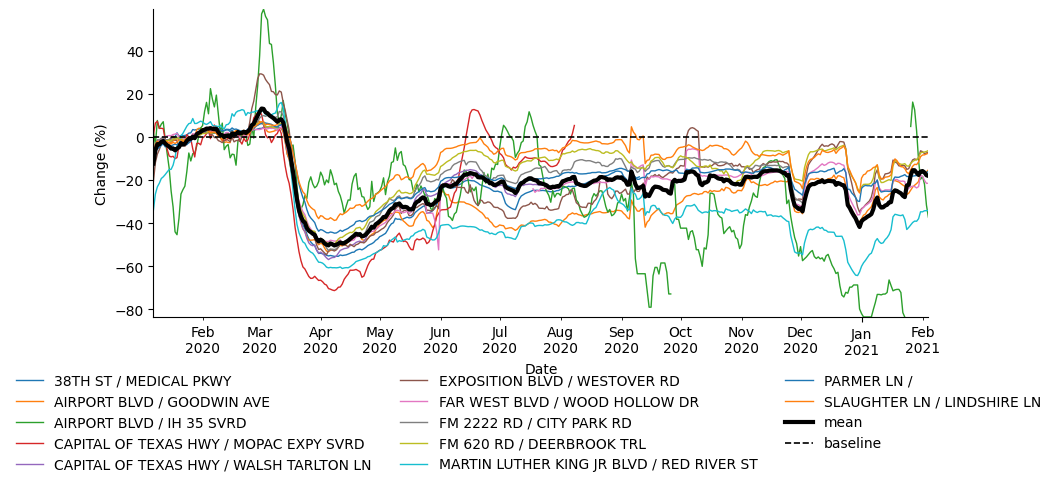 Change (%)
40
20
0
−20
−40
−60
−80
Feb
2020
Mar
2020
Apr
2020
May
2020
Jun
2020
Jul
2020
Aug
2020
Sep
2020
Oct
2020
Nov
2020
Dec
2020
Jan
2021
Feb
2021
Date
38TH ST / MEDICAL PKWY
AIRPORT BLVD / GOODWIN AVE
AIRPORT BLVD / IH 35 SVRD
CAPITAL OF TEXAS HWY / MOPAC EXPY SVRD
CAPITAL OF TEXAS HWY / WALSH TARLTON LN
EXPOSITION BLVD / WESTOVER RD
FAR WEST BLVD / WOOD HOLLOW DR
FM 2222 RD / CITY PARK RD
FM 620 RD / DEERBROOK TRL
MARTIN LUTHER KING JR BLVD / RED RIVER ST
PARMER LN /
SLAUGHTER LN / LINDSHIRE LN
mean
baseline